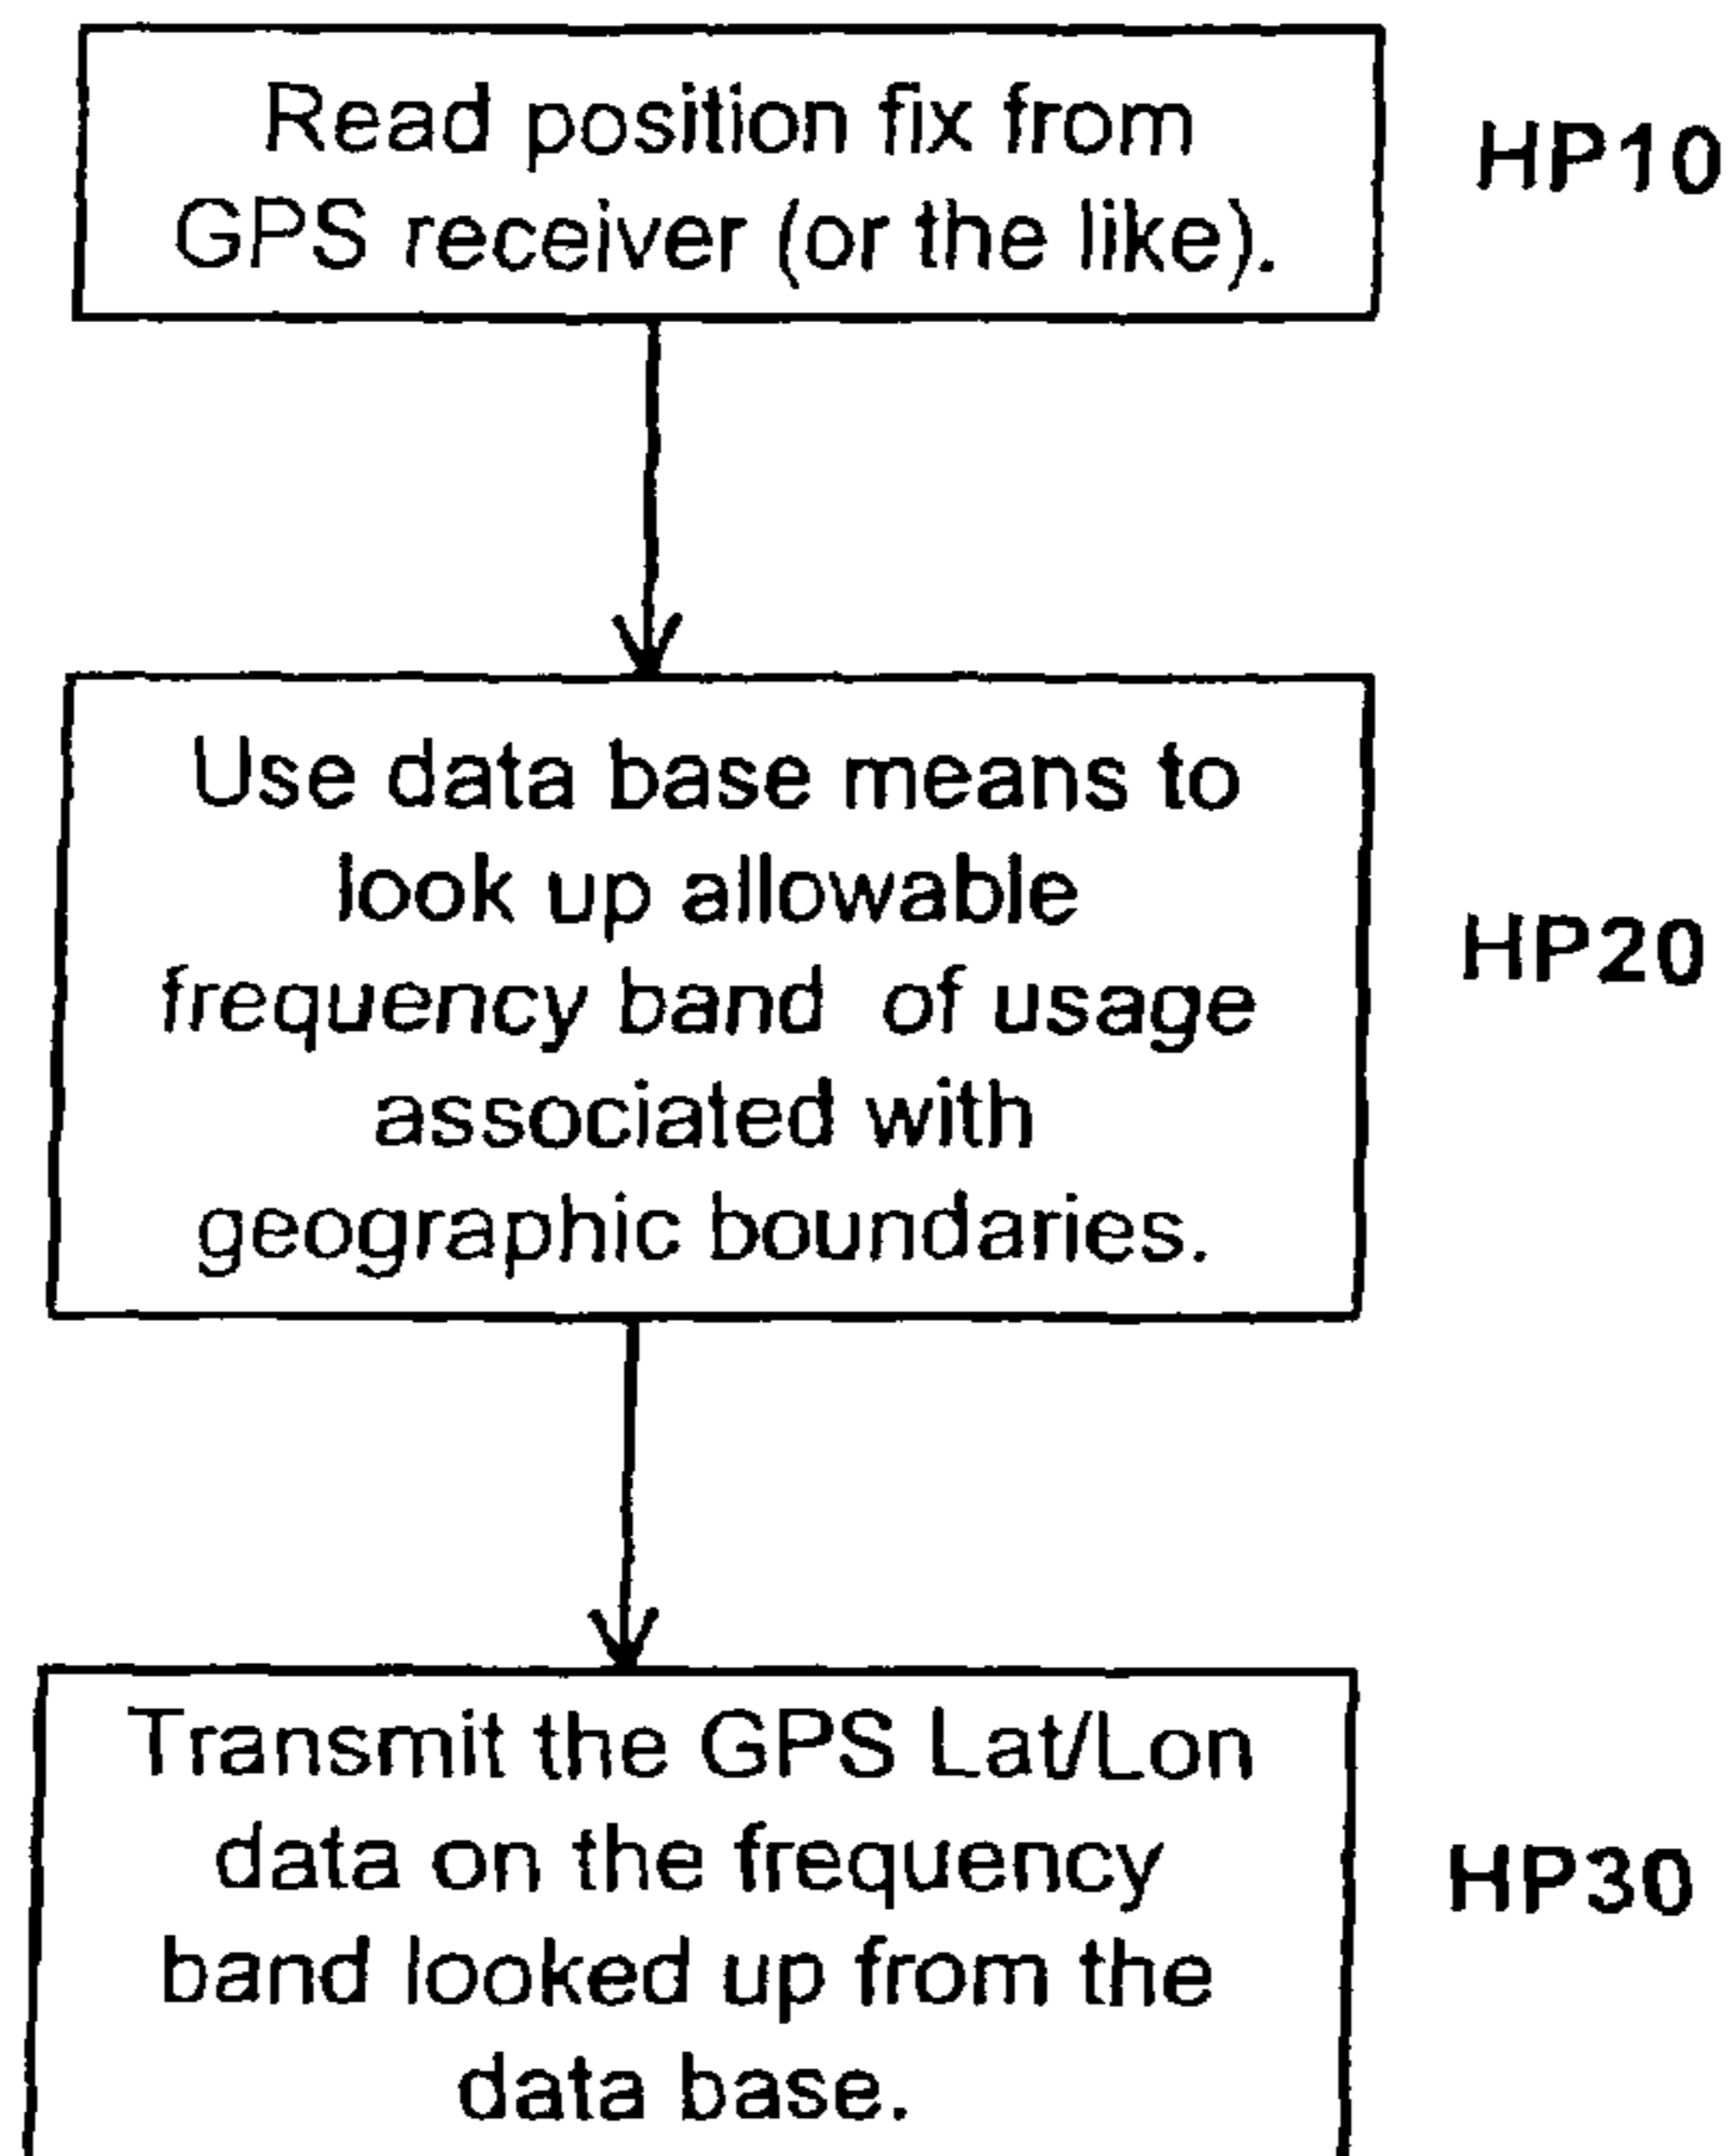 Read position fix from
GPS receiver (or the like).
HP10
Use data base means to
look up allowable
frequency band of usage
associated with
geographic boundaries.
HP20
Transmit the GPS Lat/Lon
data on the frequency
band looked up from the
data base.
HP30